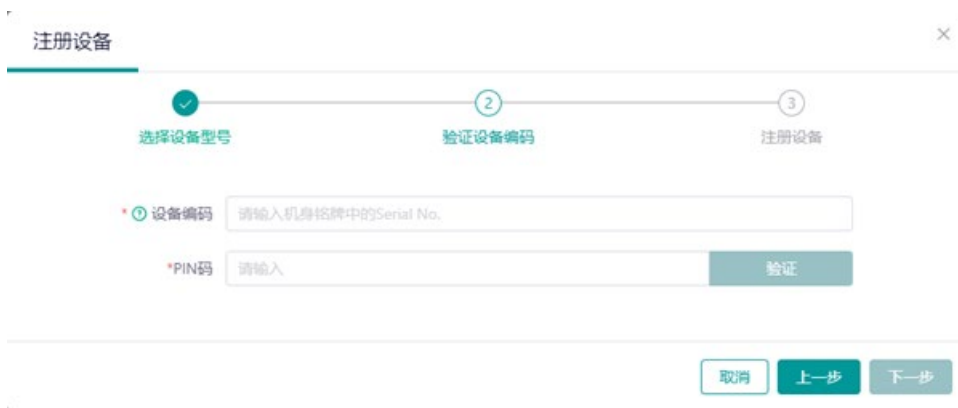 注册设备
2
3
选择设备型号
验证设备编码
注册设备
* 设备编码 请输入机身铭牌中的Serial No.
*PIN码 请输入 验证
取消 上一步 下一步